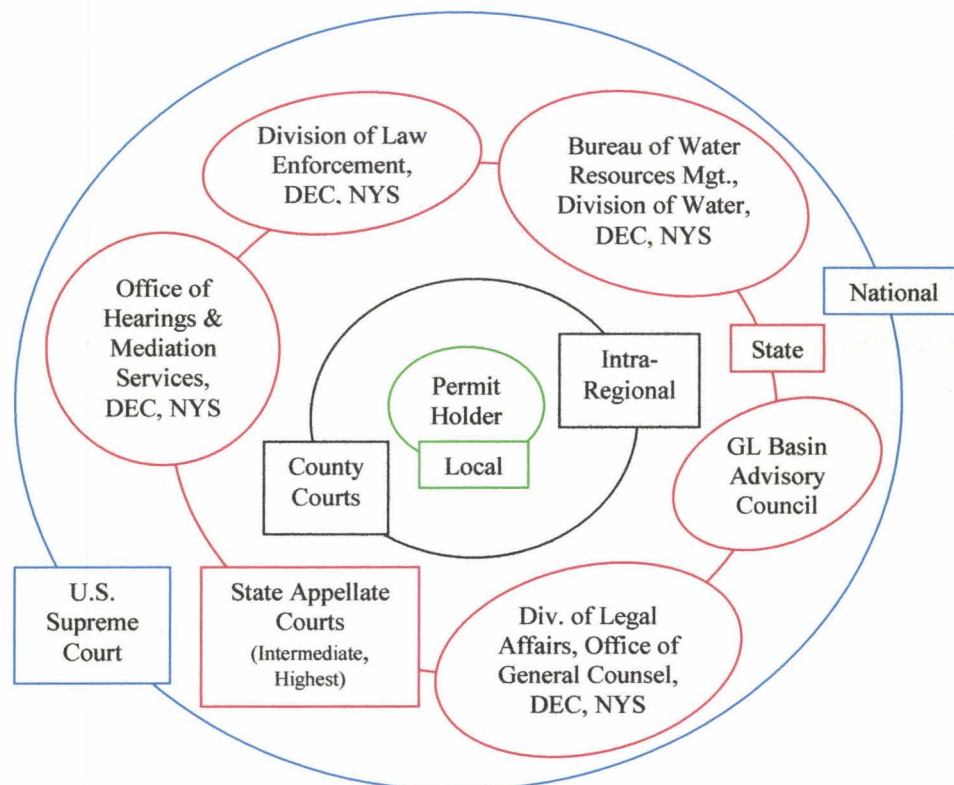 Division of Law
Enforcement,
DEC, NYS
Bureau of Water
Resources Mgt.,
Division of Water,
DEC, NYS
Office of
Hearings &
Mediation
Services,
DEC, NYS
National
State
Intra-
Regional
Permit
Holder
Local
County
Courts
GL Basin
Advisory
Council
U.S.
Supreme
Court
State Appellate
Courts
(Intermediate,
Highest)
Div. of Legal
Affairs, Office of
General Counsel,
DEC, NYS